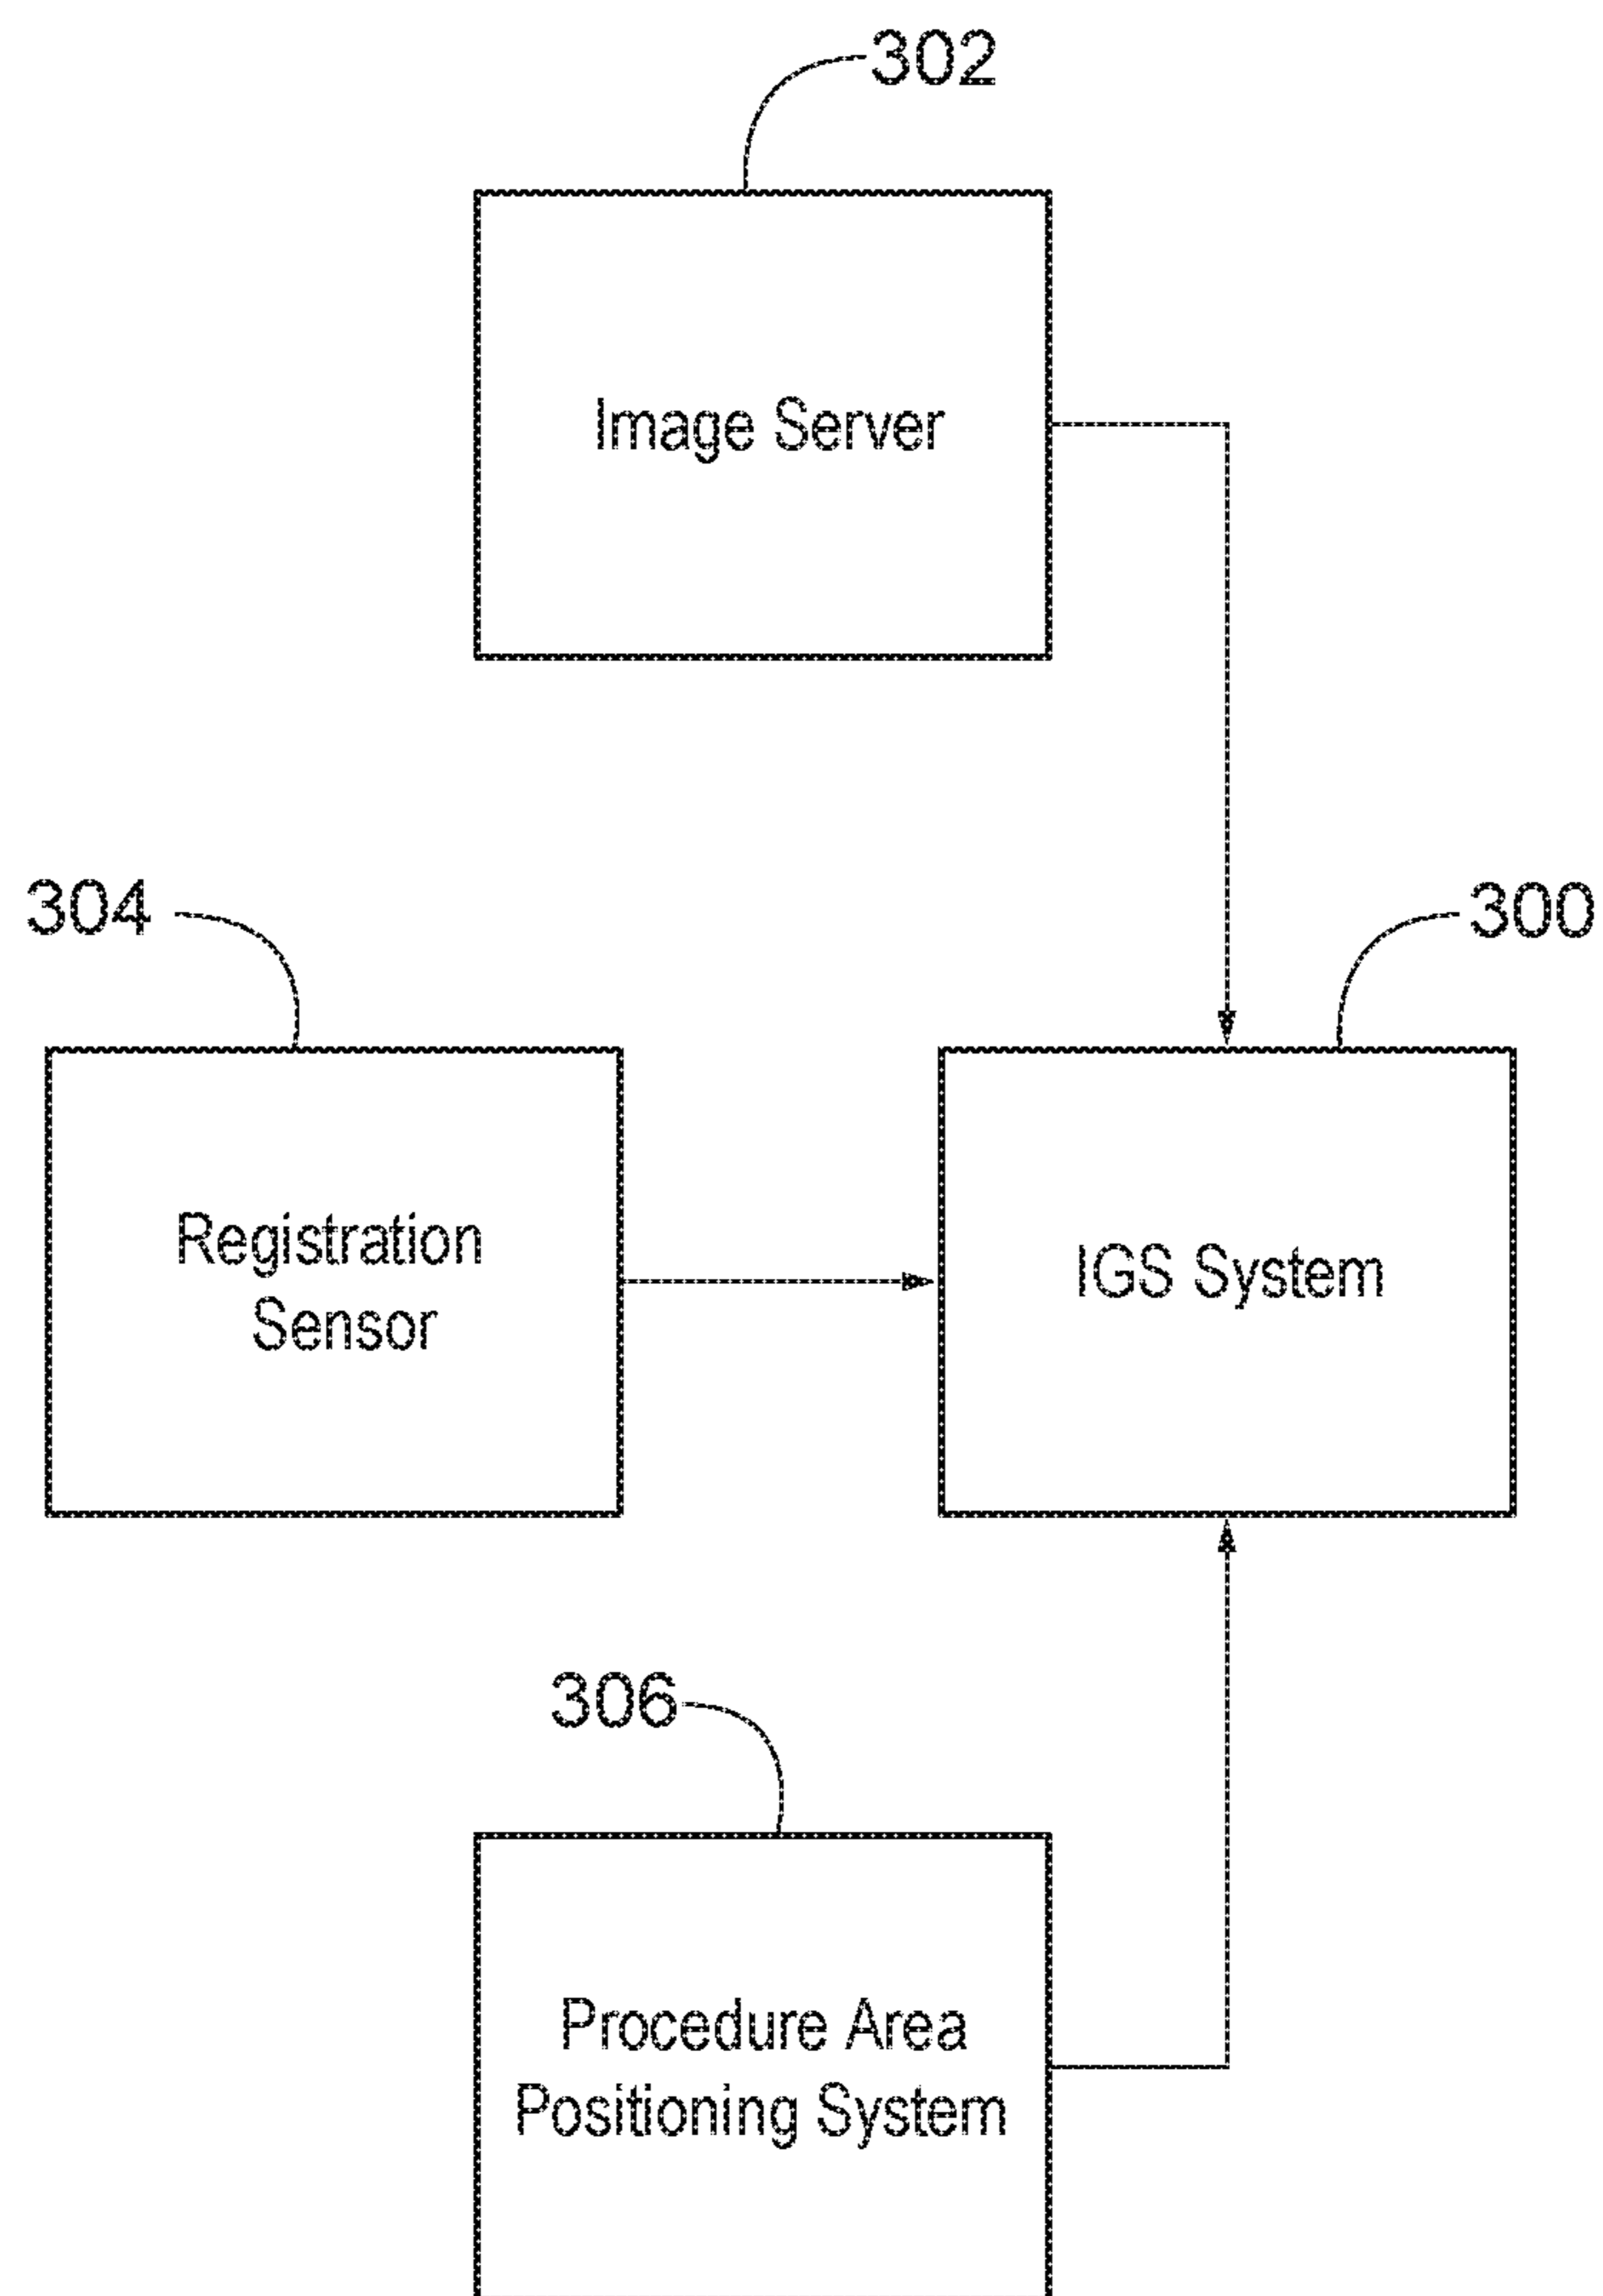 302
Image Server
304
300
Registration
Sensor
IGS System
306
Procedure Area
Positioning System